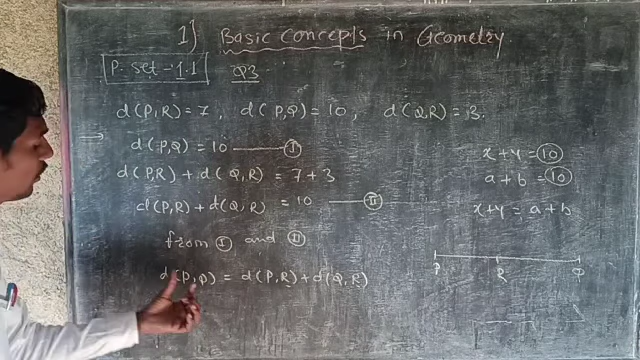 1) Basic Concepts in Geometry.
P. set - 1.1 Q3
d(P,R) = 7, d(P,Q) = 10, d(Q,R) = 3.
→ d(P,Q) = 10 —— I
d(P,R) + d(Q,R) = 7 + 3
d(P,R) + d(Q,R) = 10 —— II
from I and II
d(P,Q) = d(P,R) + d(Q,R)
x + y = 10
a + b = 10
x + y = a + b
P R Q